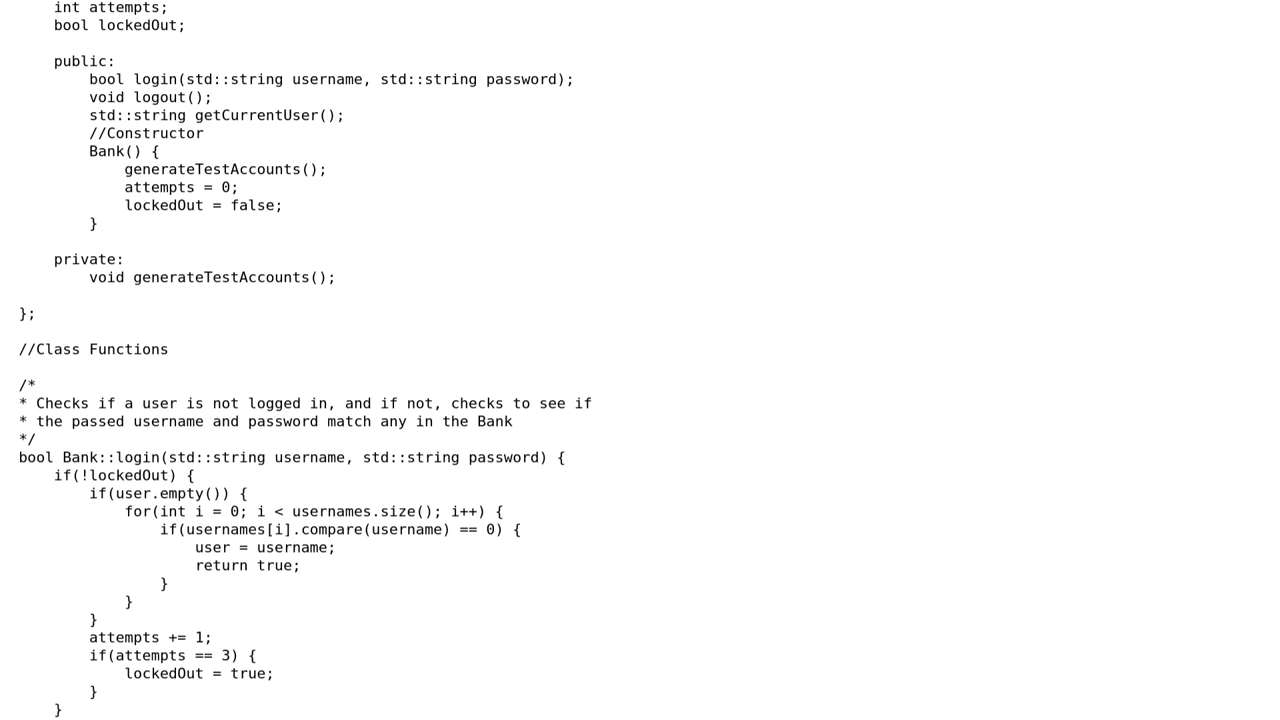 int attempts;
    bool lockedOut;

    public:
        bool login(std::string username, std::string password);
        void logout();
        std::string getCurrentUser();
        //Constructor
        Bank() {
            generateTestAccounts();
            attempts = 0;
            lockedOut = false;
        }

    private:
        void generateTestAccounts();

};

//Class Functions

/*
* Checks if a user is not logged in, and if not, checks to see if
* the passed username and password match any in the Bank
*/
bool Bank::login(std::string username, std::string password) {
    if(!lockedOut) {
        if(user.empty()) {
            for(int i = 0; i < usernames.size(); i++) {
                if(usernames[i].compare(username) == 0) {
                    user = username;
                    return true;
                }
            }
        }
        attempts += 1;
        if(attempts == 3) {
            lockedOut = true;
        }
    }